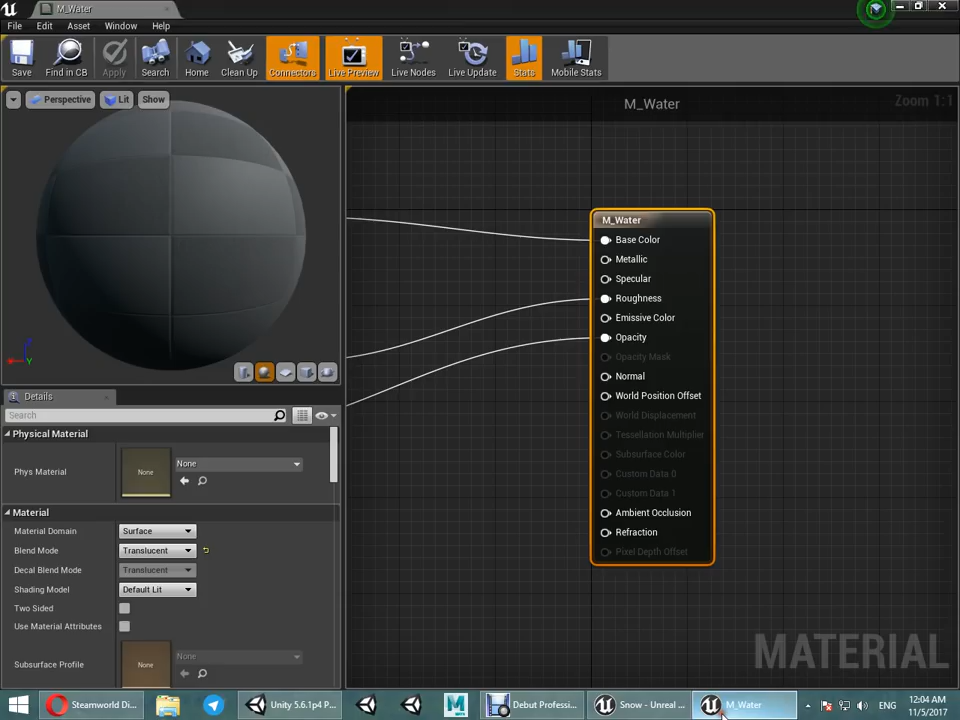 M_Water
File Edit Asset Window Help
Save Find in CB Apply Search Home Clean Up Connectors Live Preview Live Nodes Live Update Stats Mobile Stats
Perspective Lit Show
M_Water
Zoom 1:1
M_Water
Base Color
Metallic
Specular
Roughness
Emissive Color
Opacity
Opacity Mask
Normal
World Position Offset
World Displacement
Tessellation Multiplier
Subsurface Color
Custom Data 0
Custom Data 1
Ambient Occlusion
Refraction
Pixel Depth Offset
MATERIAL
Y
Details
Search
Physical Material
Phys Material None None
Material
Material Domain Surface
Blend Mode Translucent
Decal Blend Mode Translucent
Shading Model Default Lit
Two Sided
Use Material Attributes
Subsurface Profile None None
Steamworld Di... Unity 5.6.1p4 P... M Debut Professi... Snow - Unreal ... M_Water ENG 12:04 AM
11/5/2017